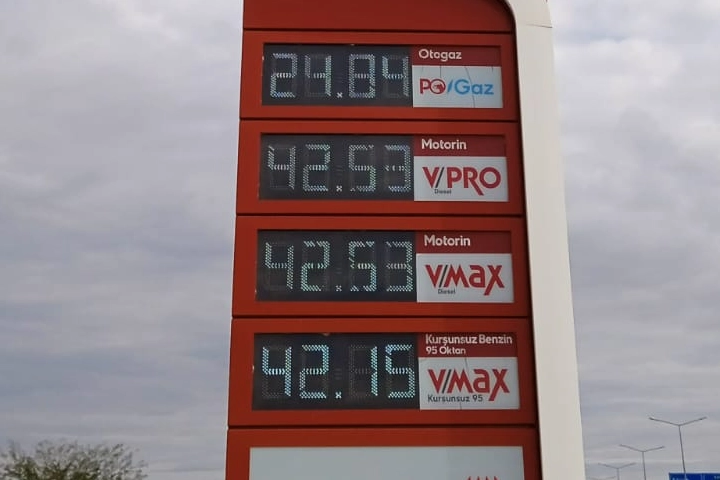 21.84
Otogaz
PO/Gaz
42.53
Motorin
V/PRO
Diesel
42.53
Motorin
V/MAX
Diesel
42.15
Kurşunsuz Benzin
95 Oktan
V/MAX
Kurşunsuz 95